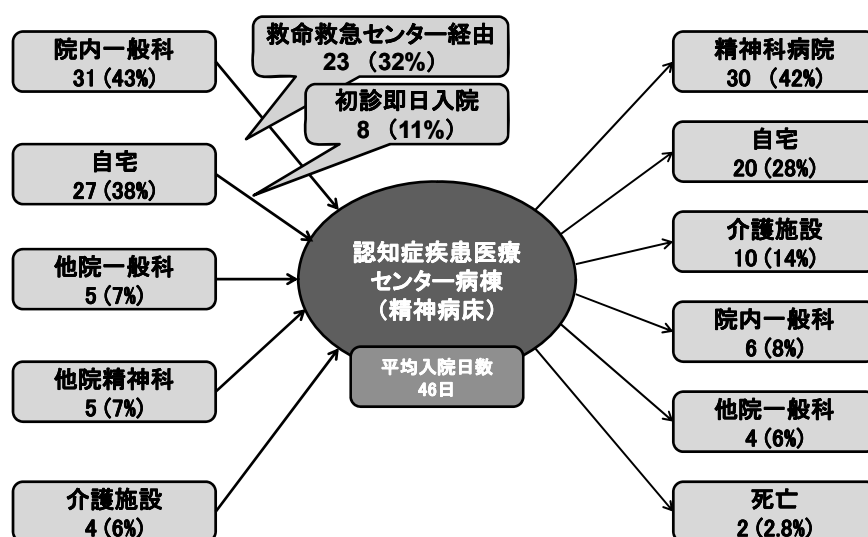 院内一般科
31 (43%)
自宅
27 (38%)
他院一般科
5 (7%)
他院精神科
5 (7%)
介護施設
4 (6%)
救命救急センター経由
23 (32%)
初診即日入院
8 (11%)
認知症疾患医療
センター病棟
(精神病床)
平均入院日数
46日
精神科病院
30 (42%)
自宅
20 (28%)
介護施設
10 (14%)
院内一般科
6 (8%)
他院一般科
4 (6%)
死亡
2 (2.8%)